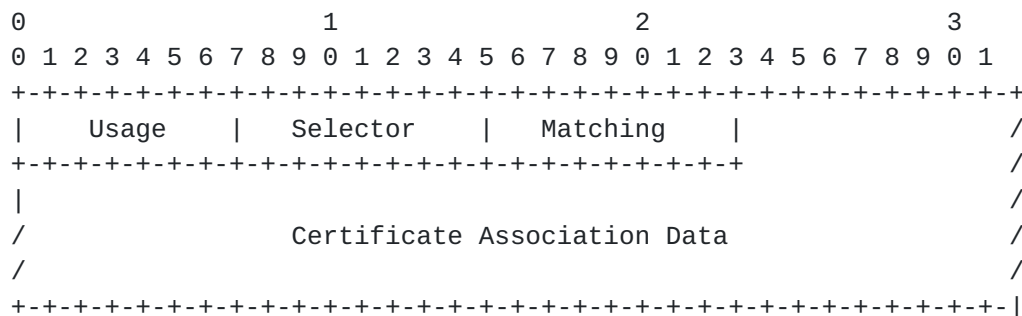 0                   1                   2                   3
0 1 2 3 4 5 6 7 8 9 0 1 2 3 4 5 6 7 8 9 0 1 2 3 4 5 6 7 8 9 0 1
+-+-+-+-+-+-+-+-+-+-+-+-+-+-+-+-+-+-+-+-+-+-+-+-+-+-+-+-+-+-+-+-+
|    Usage    |   Selector    |   Matching    |                 /
+-+-+-+-+-+-+-+-+-+-+-+-+-+-+-+-+-+-+-+-+-+-+-+                 /
|                                                               /
/                 Certificate Association Data                  /
/                                                               /
+-+-+-+-+-+-+-+-+-+-+-+-+-+-+-+-+-+-+-+-+-+-+-+-+-+-+-+-+-+-+-+-|